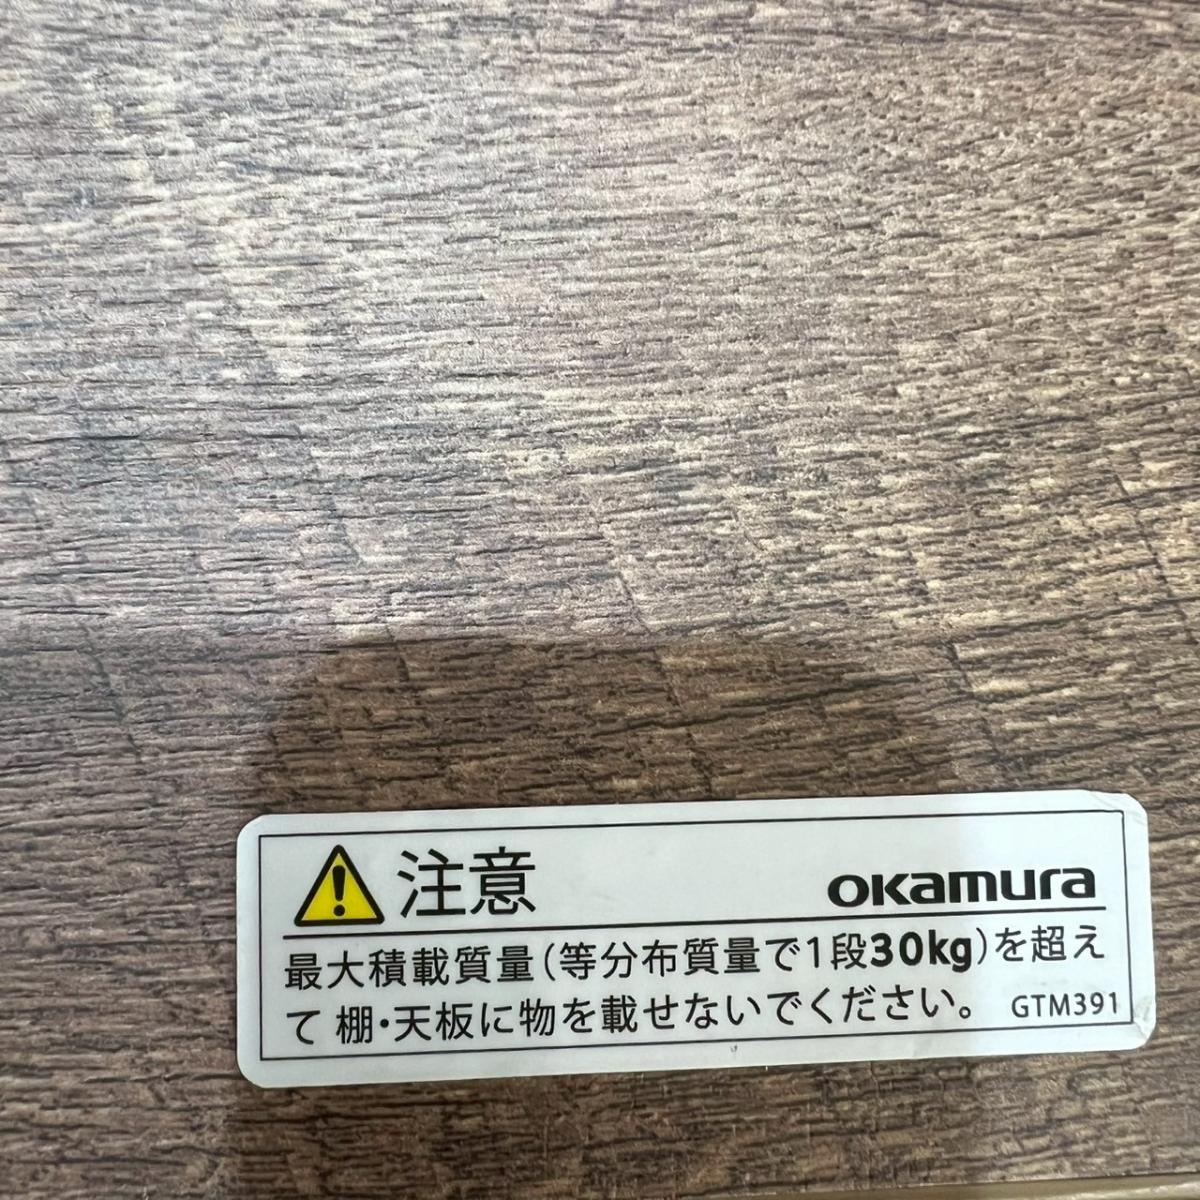 注意 okamura
最大積載質量(等分布質量で1段30kg)を超え
て 棚・天板に物を載せないでください。 GTM391